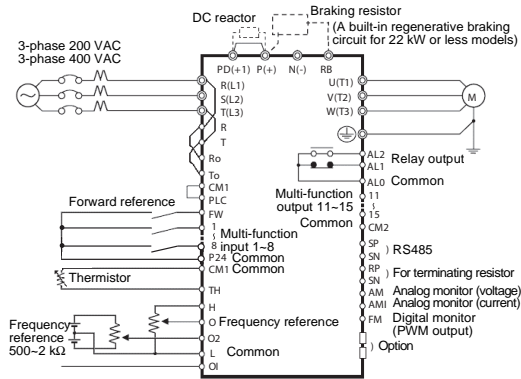 DC reactor
Braking resistor
(A built-in regenerative braking
circuit for 22 kW or less models)
3-phase 200 VAC
3-phase 400 VAC
PD(+1) P(+) N(-) RB
R(L1)
S(L2)
T(L3)
R
T
Ro
To
CM1
PLC
FW
1
8
P24
CM1
TH
H
O
O2
L
OI
U(T1)
V(T2)
W(T3)
M
AL2
AL1
AL0
11
15
CM2
SP
SN
RP
SN
AM
AMI
FM
Relay output
Common
Multi-function
output 11~15
Common
) RS485
) For terminating resistor
Analog monitor (voltage)
Analog monitor (current)
Digital monitor
(PWM output)
) Option
Forward reference
Multi-function
input 1~8
Common
Common
Thermistor
Frequency reference
Frequency
reference
500~2 kΩ
Common